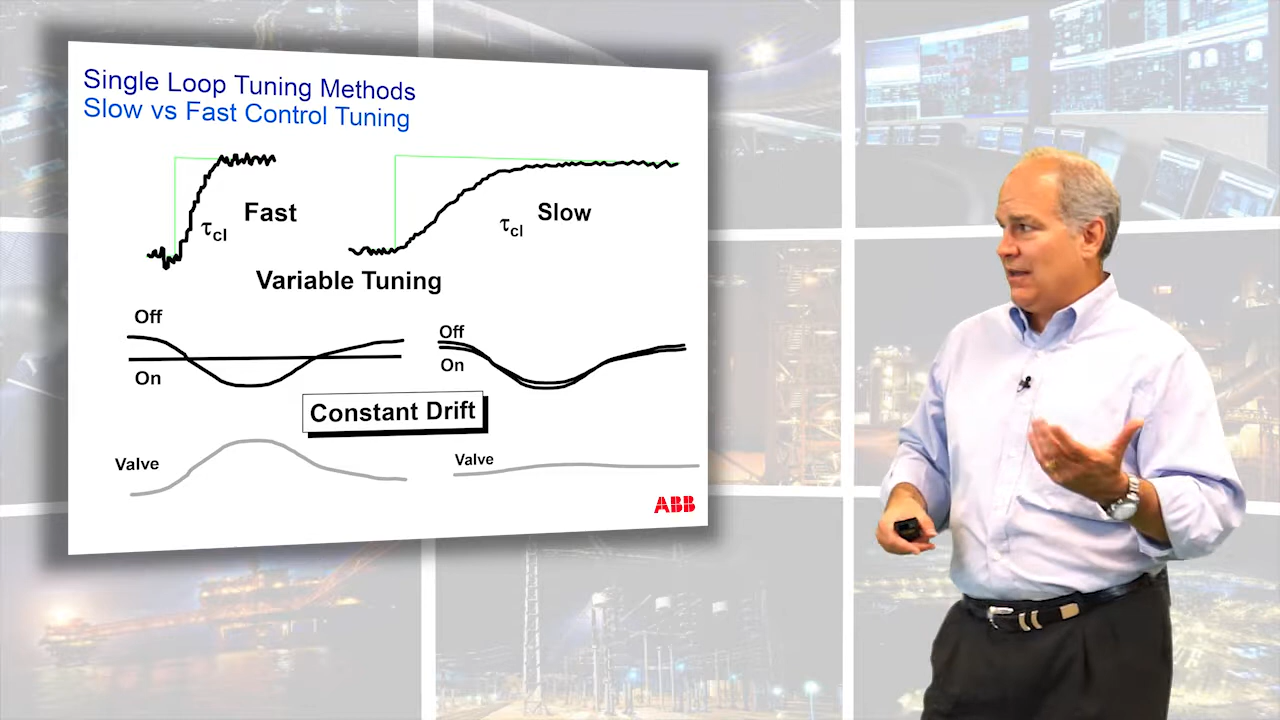 Single Loop Tuning Methods
Slow vs Fast Control Tuning
Fast
τcl
Slow
τcl
Variable Tuning
Off
On
Off
On
Constant Drift
Valve
Valve
ABB